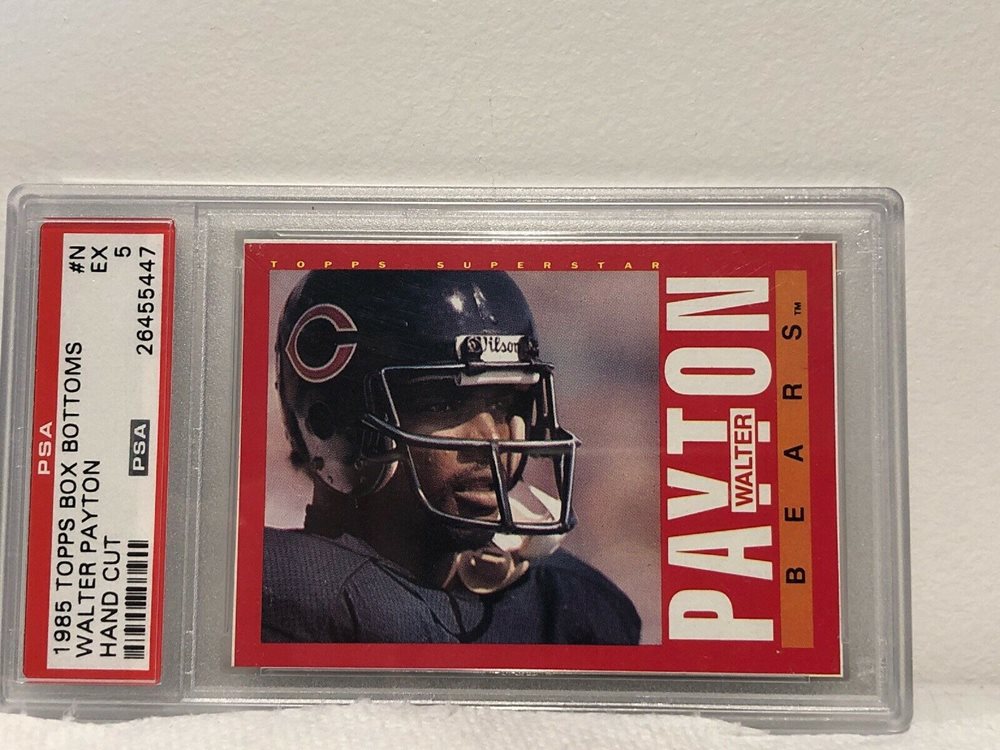 PSA
1985 TOPPS BOX BOTTOMS #N
WALTER PAYTON EX
HAND CUT 5
PSA 26455447
TOPPS SUPERSTAR
Wilson
PAYTON
WALTER
BEARS™